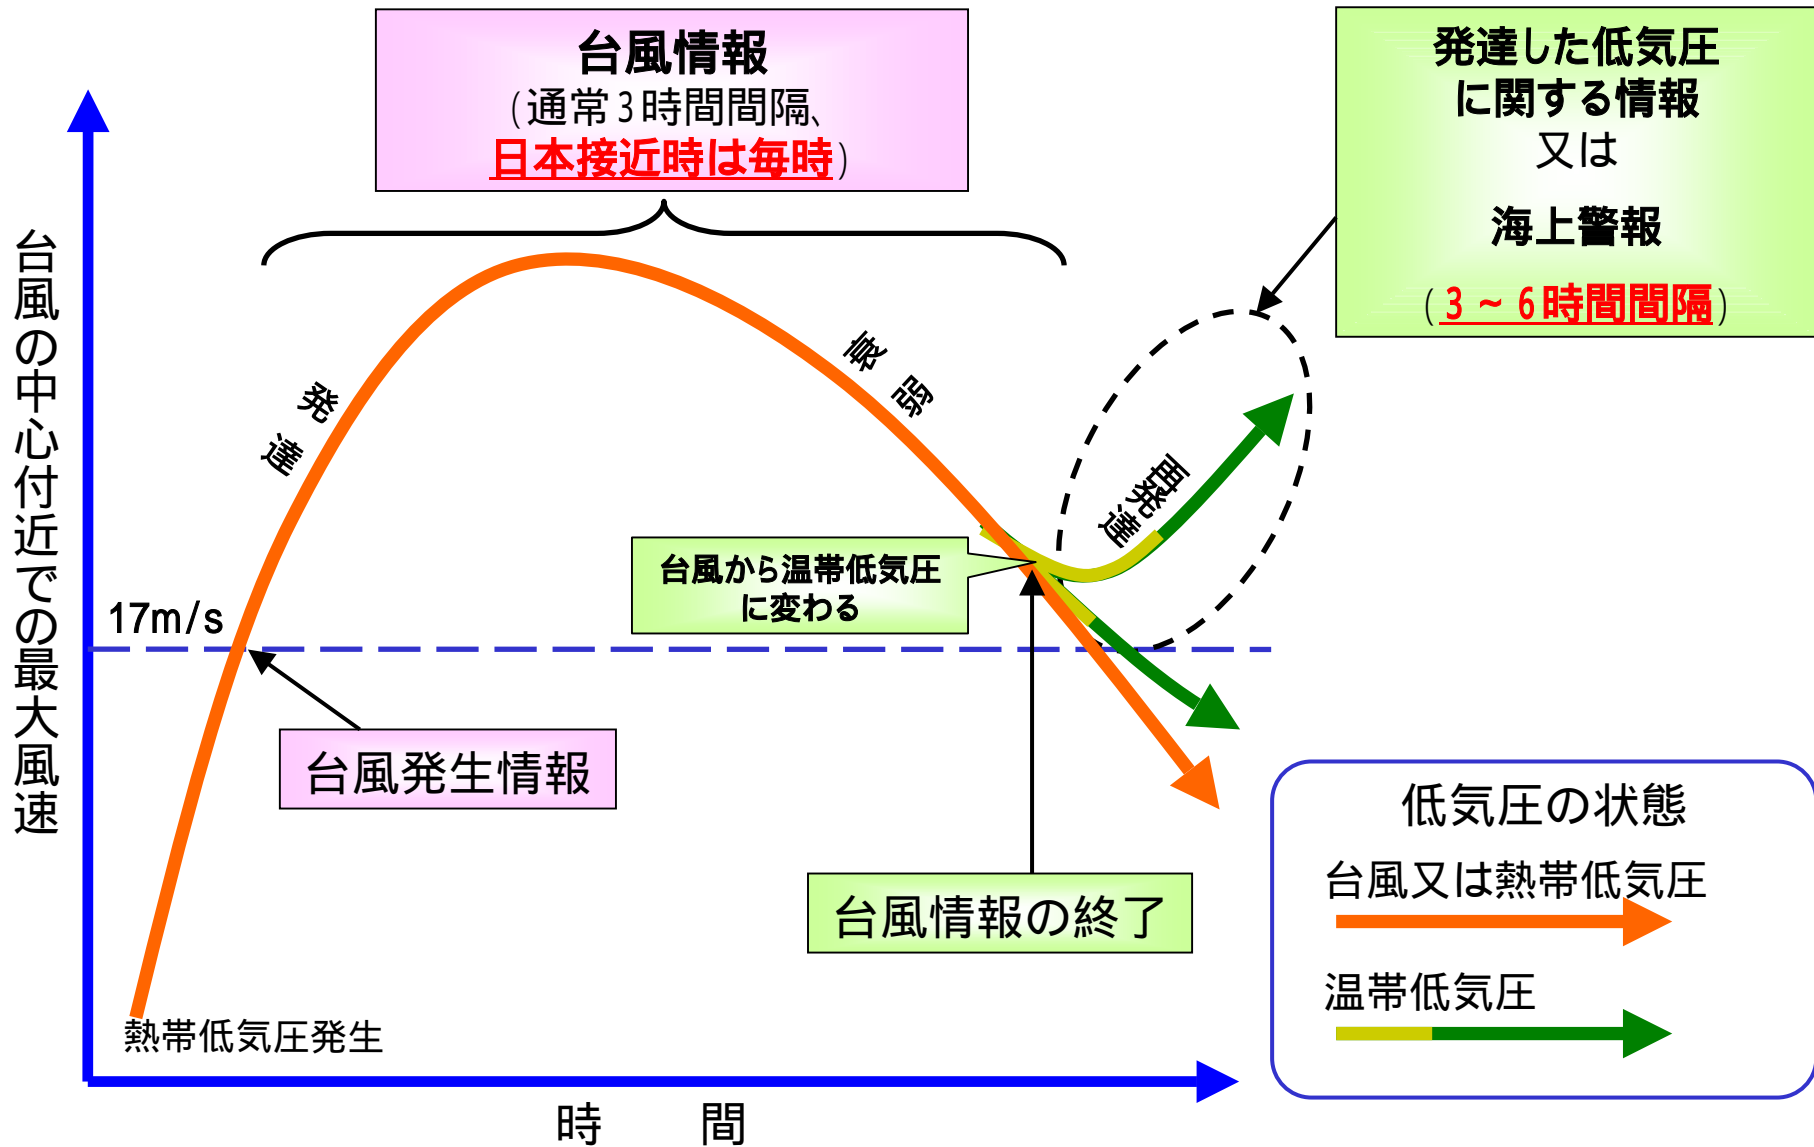 台風情報
(通常3時間間隔、
日本接近時は毎時)
発達した低気圧
に関する情報
又は
海上警報
(3～6時間間隔)
台風の中心付近での最大風速
発達
衰弱
再発達
台風から温帯低気圧
に変わる
17m/s
台風発生情報
台風情報の終了
熱帯低気圧発生
時 間
低気圧の状態
台風又は熱帯低気圧
温帯低気圧